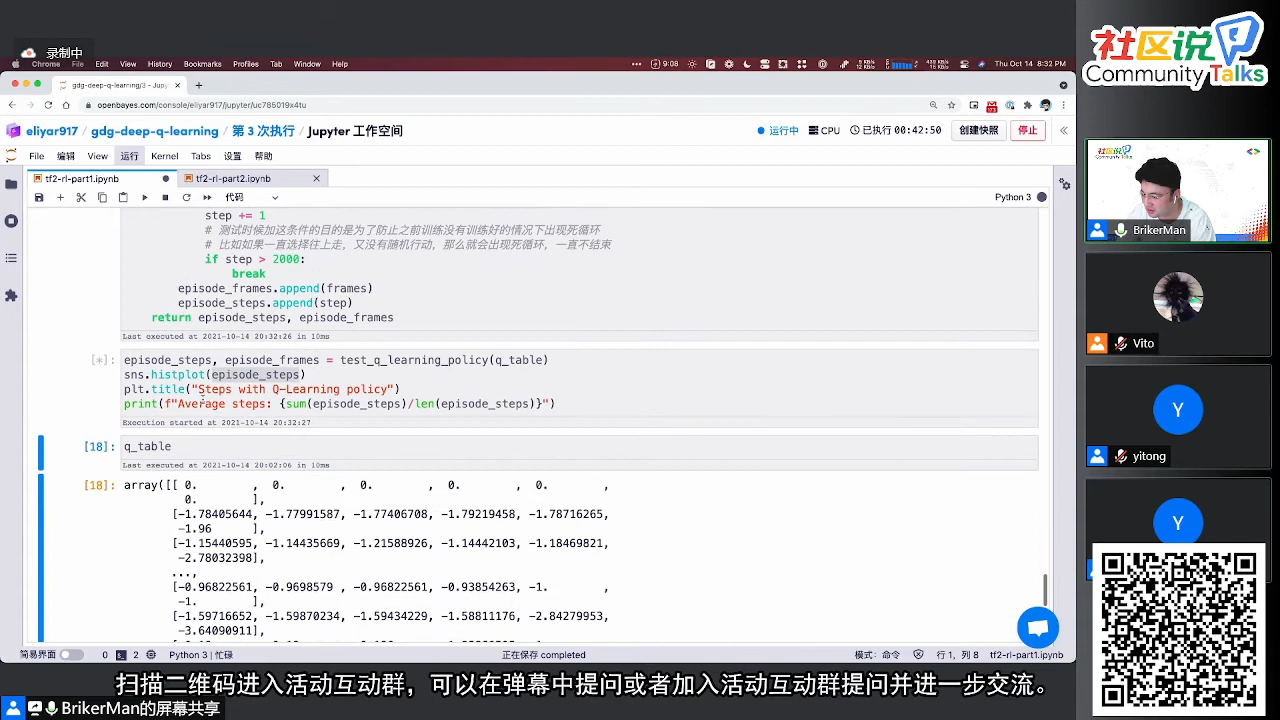 录制中
Chrome File Edit View History Bookmarks Profiles Tab Window Help
9:08
Thu Oct 14 8:32 PM
gdg-deep-q-learning/3 - Jupy
openbayes.com/console/eliyar917/jupyter/uc785019x4tu
eliyar917 / gdg-deep-q-learning / 第 3 次执行 / Jupyter 工作空间
运行中 CPU 已执行 00:42:50 创建快照 停止
File 编辑 View 运行 Kernel Tabs 设置 帮助
tf2-rl-part1.ipynb
tf2-rl-part2.ipynb
代码
Python 3
step += 1
# 测试时候加这条件的目的是为了防止之前训练没有训练好的情况下出现死循环
# 比如如果一直选择往上走，又没有随机行动，那么就会出现死循环，一直不结束
if step > 2000:
break
episode_frames.append(frames)
episode_steps.append(step)
return episode_steps, episode_frames
Last executed at 2021-10-14 20:32:26 in 10ms
[*]: episode_steps, episode_frames = test_q_learning_policy(q_table)
sns.histplot(episode_steps)
plt.title("Steps with Q-Learning policy")
print(f"Average steps: {sum(episode_steps)/len(episode_steps)}")
Execution started at 2021-10-14 20:32:27
[18]: q_table
Last executed at 2021-10-14 20:02:06 in 10ms
[18]: array([[ 0. , 0. , 0. , 0. , 0. ,
0. ],
[-1.78405644, -1.77991587, -1.77406708, -1.79219458, -1.78716265,
-1.96 ],
[-1.15440595, -1.14435669, -1.21588926, -1.14442103, -1.18469821,
-2.78032398],
...,
[-0.96822561, -0.9698579 , -0.95822561, -0.93854263, -1. ,
-1. ],
[-1.59716652, -1.59870234, -1.59434229, -1.58811176, -2.84279953,
-3.64090911],
简易界面 0 2 Python 3 | 忙碌 正在保存 completed 模式: 命令 行 1, 列 8 tf2-rl-part1.ipynb
扫描二维码进入活动互动群，可以在弹幕中提问或者加入活动互动群提问并进一步交流。
BrikerMan的屏幕共享
社区说
Community Talks
社区说
Community Talks
BrikerMan
Vito
Y
yitong
Y